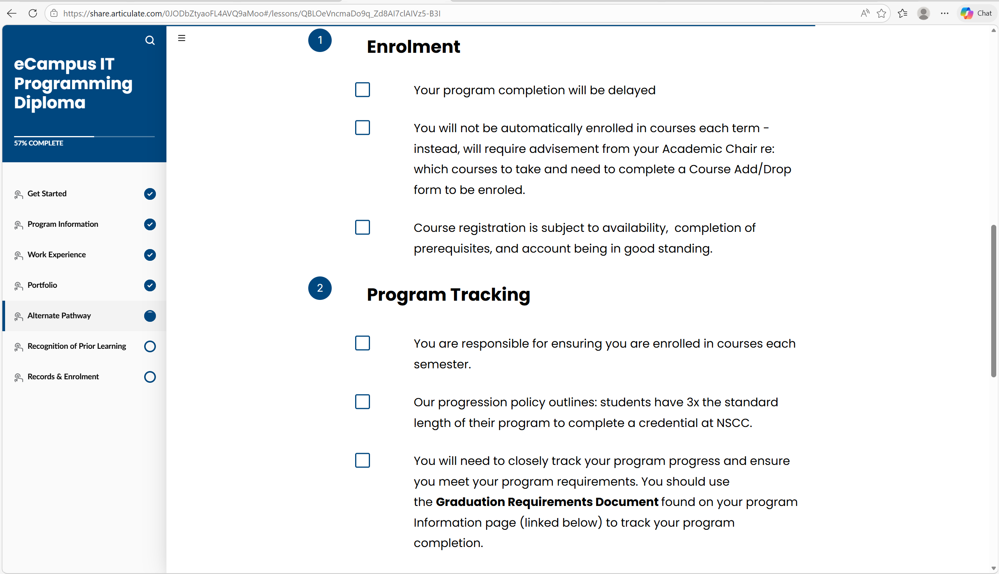 https://share.articulate.com/0JODbZtyaoFL4AVQ9aMoo#/lessons/QBLOeVncmaDo9q_Zd8AI7clAIVz5-B3I
Chat
eCampus IT
Programming
Diploma
57% COMPLETE
Get Started
Program Information
Work Experience
Portfolio
Alternate Pathway
Recognition of Prior Learning
Records & Enrolment
1
Enrolment
Your program completion will be delayed
You will not be automatically enrolled in courses each term -
instead, will require advisement from your Academic Chair re:
which courses to take and need to complete a Course Add/Drop
form to be enroled.
Course registration is subject to availability,  completion of
prerequisites, and account being in good standing.
2
Program Tracking
You are responsible for ensuring you are enrolled in courses each
semester.
Our progression policy outlines: students have 3x the standard
length of their program to complete a credential at NSCC.
You will need to closely track your program progress and ensure
you meet your program requirements. You should use
the Graduation Requirements Document found on your program
Information page (linked below) to track your program
completion.